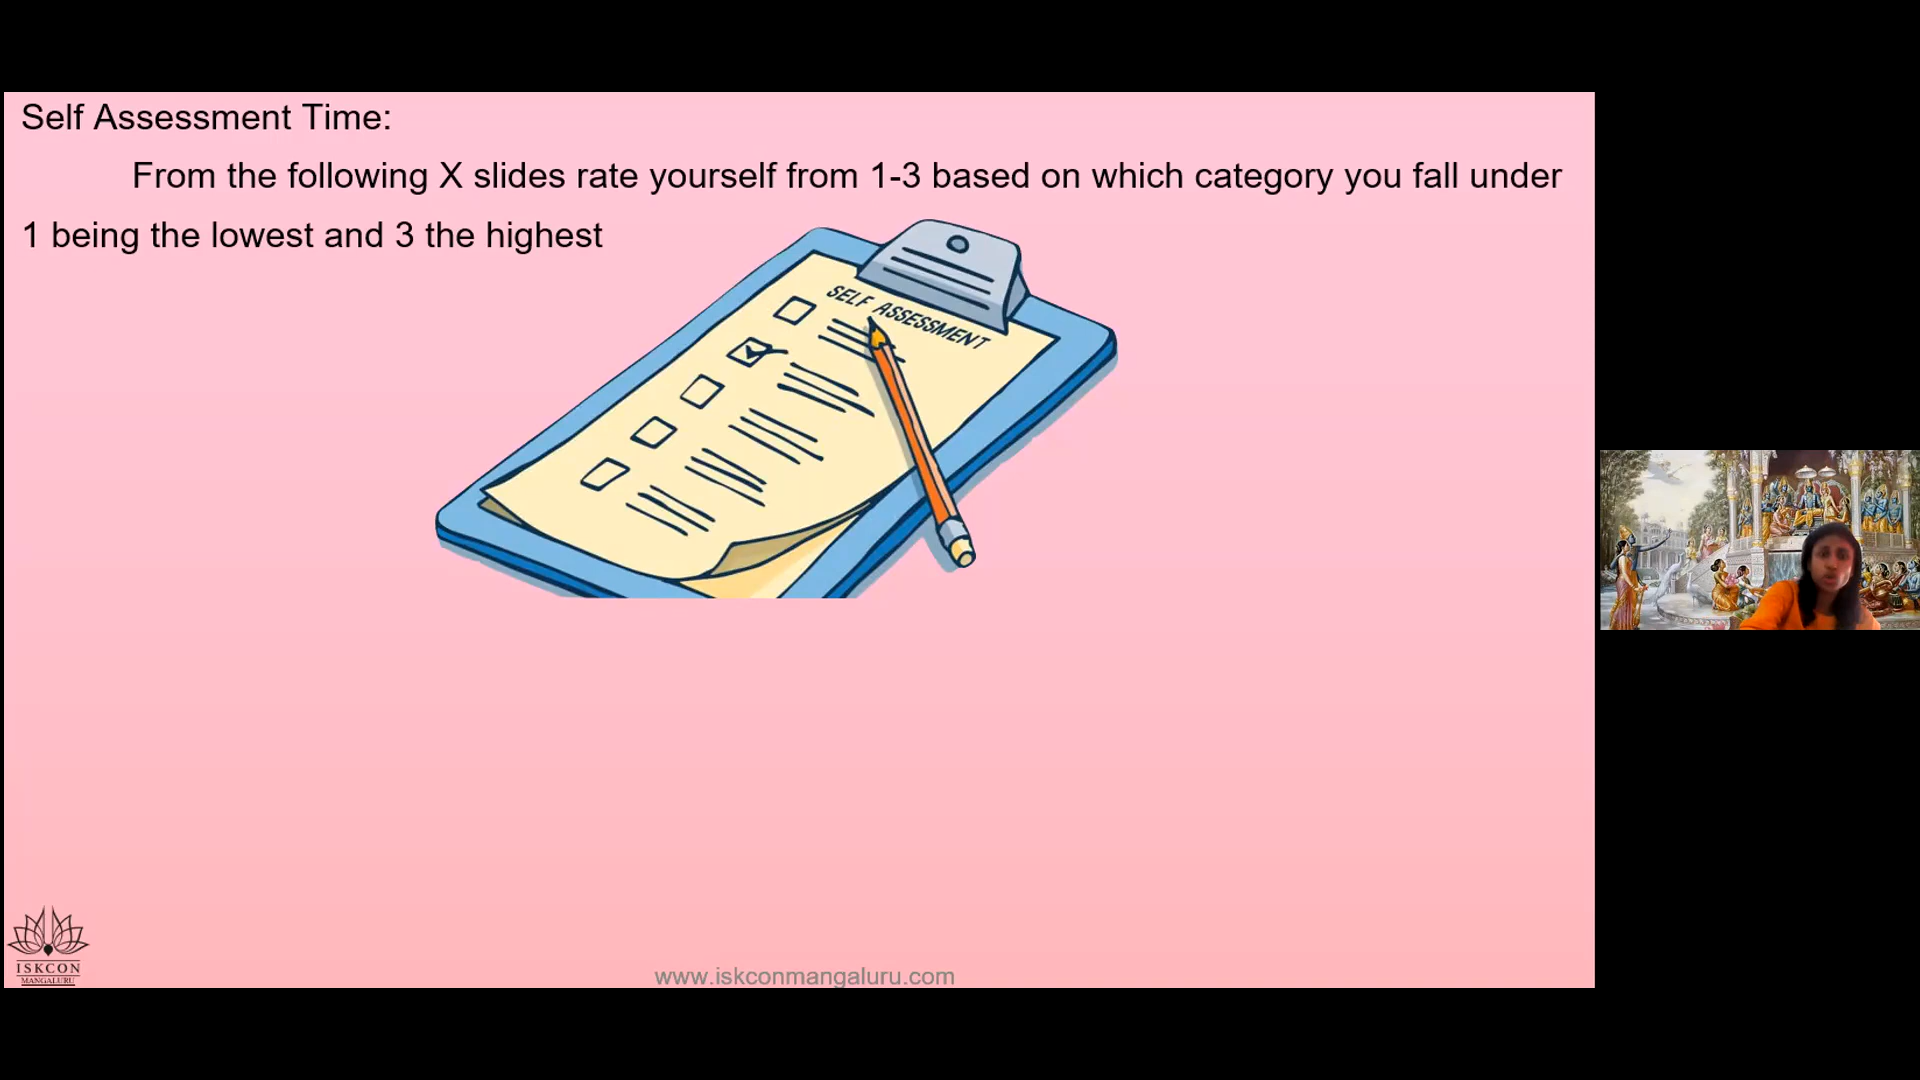 Self Assessment Time:
From the following X slides rate yourself from 1-3 based on which category you fall under
1 being the lowest and 3 the highest
SELF ASSESSMENT
ISKCON
MANGALURU
www.iskconmangaluru.com